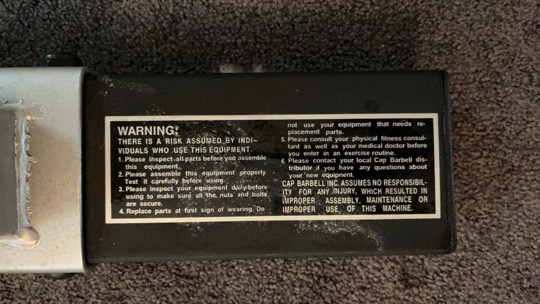 WARNING:
THERE IS A RISK ASSUMED BY INDI-
VIDUALS WHO USE THIS EQUIPMENT.
1. Please inspect all parts before you assemble
this equipment.
2. Please assemble this equipment properly
Test it carefully before using.
3. Please inspect your equipment daily before
using to make sure all the nuts and bolts
are secure.
4. Replace parts at first sign of wearing. Do
not use your equipment that needs re-
placement parts.
5. Please consult your physical fitness consul-
tant as well as your medical doctor before
you enter in an exercise routine.
6. Please contact your local Cap Barbell dis-
tributor if you have any questions about
your new equipment.
CAP BARBELL INC. ASSUMES NO RESPONSIBIL-
ITY FOR ANY INJURY, WHICH RESULTED IN
IMPROPER ASSEMBLY, MAINTENANCE OR
IMPROPER USE OF THIS MACHINE.